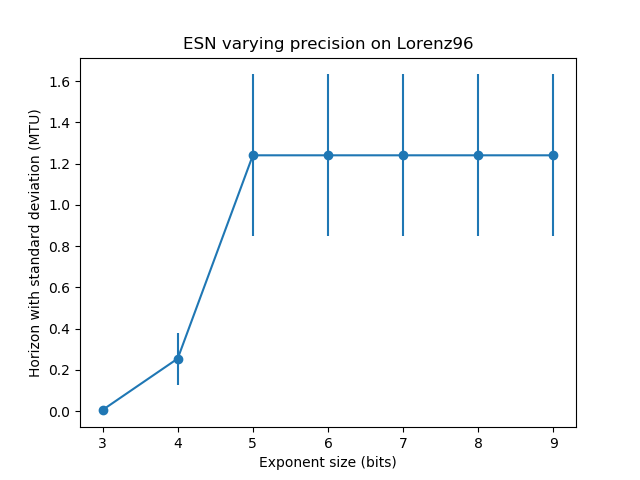 ESN varying precision on Lorenz96
Horizon with standard deviation (MTU)
1.6
1.4
1.2
1.0
0.8
0.6
0.4
0.2
0.0
3 4 5 6 7 8 9
Exponent size (bits)